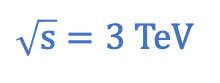 √s = 3 TeV